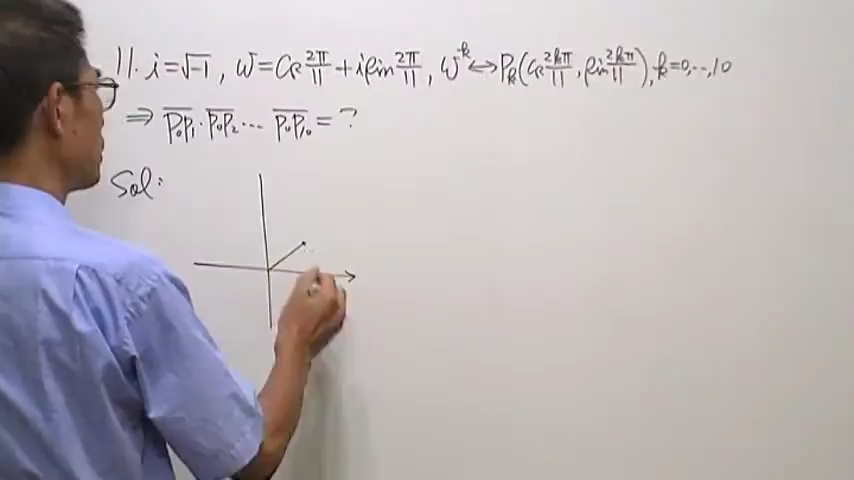 11. i=√-1, ω=cos 2π/11 + i sin 2π/11, ω^k ↔ P_k(cos 2kπ/11, sin 2kπ/11), k=0,…,10
⇒ P₀P₁‾ · P₀P₂‾ … P₀P₁₀‾ = ?
Sol: